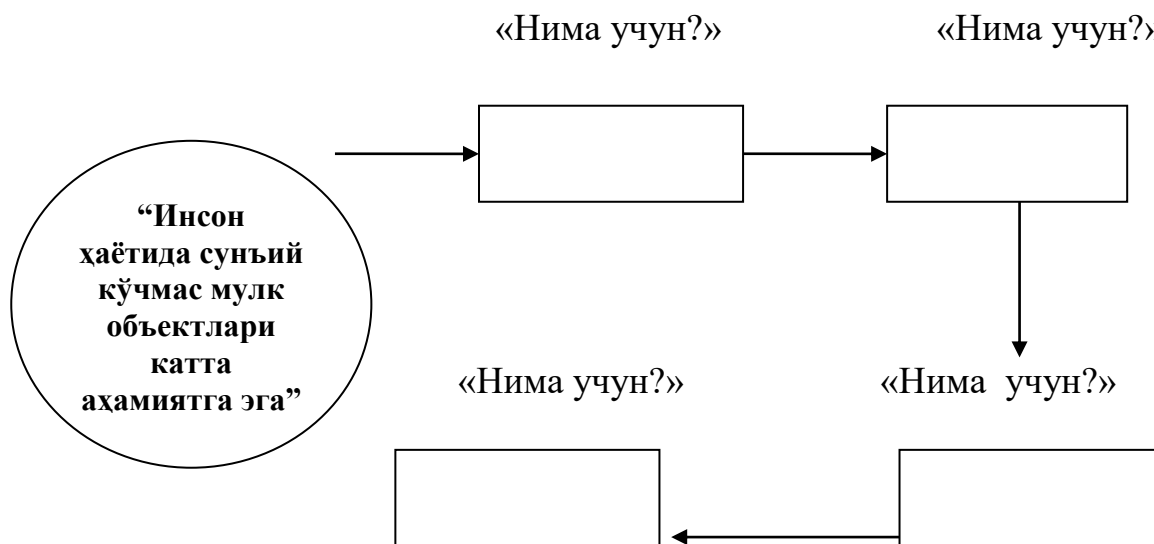 «Нима учун?»
«Нима учун?»
“Инсон
ҳаётида сунъий
кўчмас мулк
объектлари
катта
аҳамиятга эга”
«Нима учун?»
«Нима учун?»